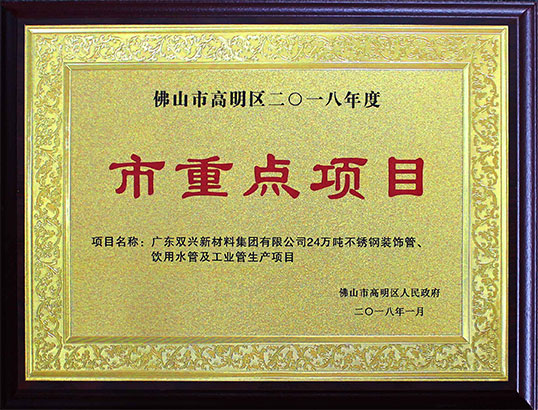 佛山市高明区二〇一八年度
市重点项目
项目名称：广东双兴新材料集团有限公司24万吨不锈钢装饰管、
饮用水管及工业管生产项目
佛山市高明区人民政府
二〇一八年一月